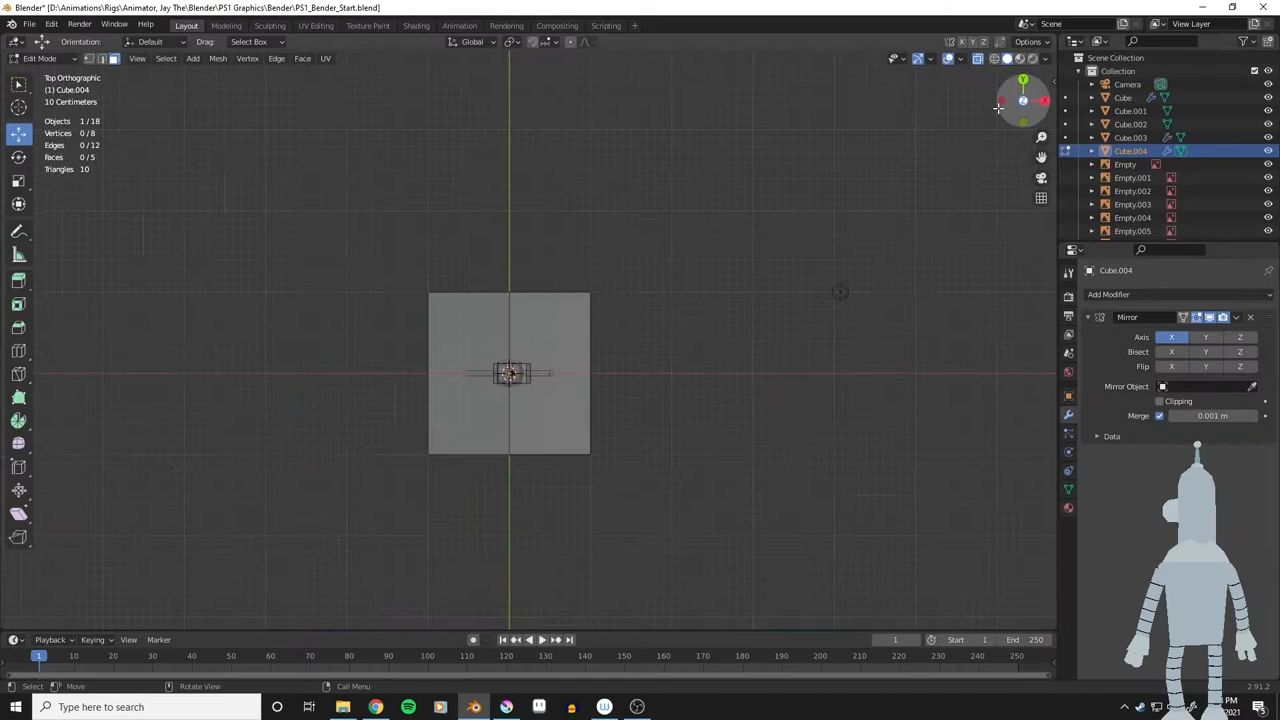 Blender* [D:\Animations\Rigs\Animator, Jay The\Blender\PS1 Graphics\Bender\PS1_Bender_Start.blend]
File Edit Render Window Help Layout Modeling Sculpting UV Editing Texture Paint Shading Animation Rendering Compositing Scripting + Scene View Layer
Orientation: Default Drag: Select Box Global X Y Z Options
Edit Mode View Select Add Mesh Vertex Edge Face UV
Top Orthographic
(1) Cube.004
10 Centimeters
Objects 1 / 18
Vertices 0 / 8
Edges 0 / 12
Faces 0 / 5
Triangles 10
Y
Z X
Scene Collection
Collection
Camera
Cube
Cube.001
Cube.002
Cube.003
Cube.004
Empty
Empty.001
Empty.002
Empty.003
Empty.004
Empty.005
Cube.004
Add Modifier
Mirror
Axis X Y Z
Bisect X Y Z
Flip X Y Z
Mirror Object
Clipping
Merge 0.001 m
Data
Playback Keying View Marker 1 Start 1 End 250
1 10 20 30 40 50 60 70 80 90 100 110 120 130 140 150 160 170 180 190 200 210 220 230 240 250
Select Move Rotate View Call Menu 2.91.2
Type here to search